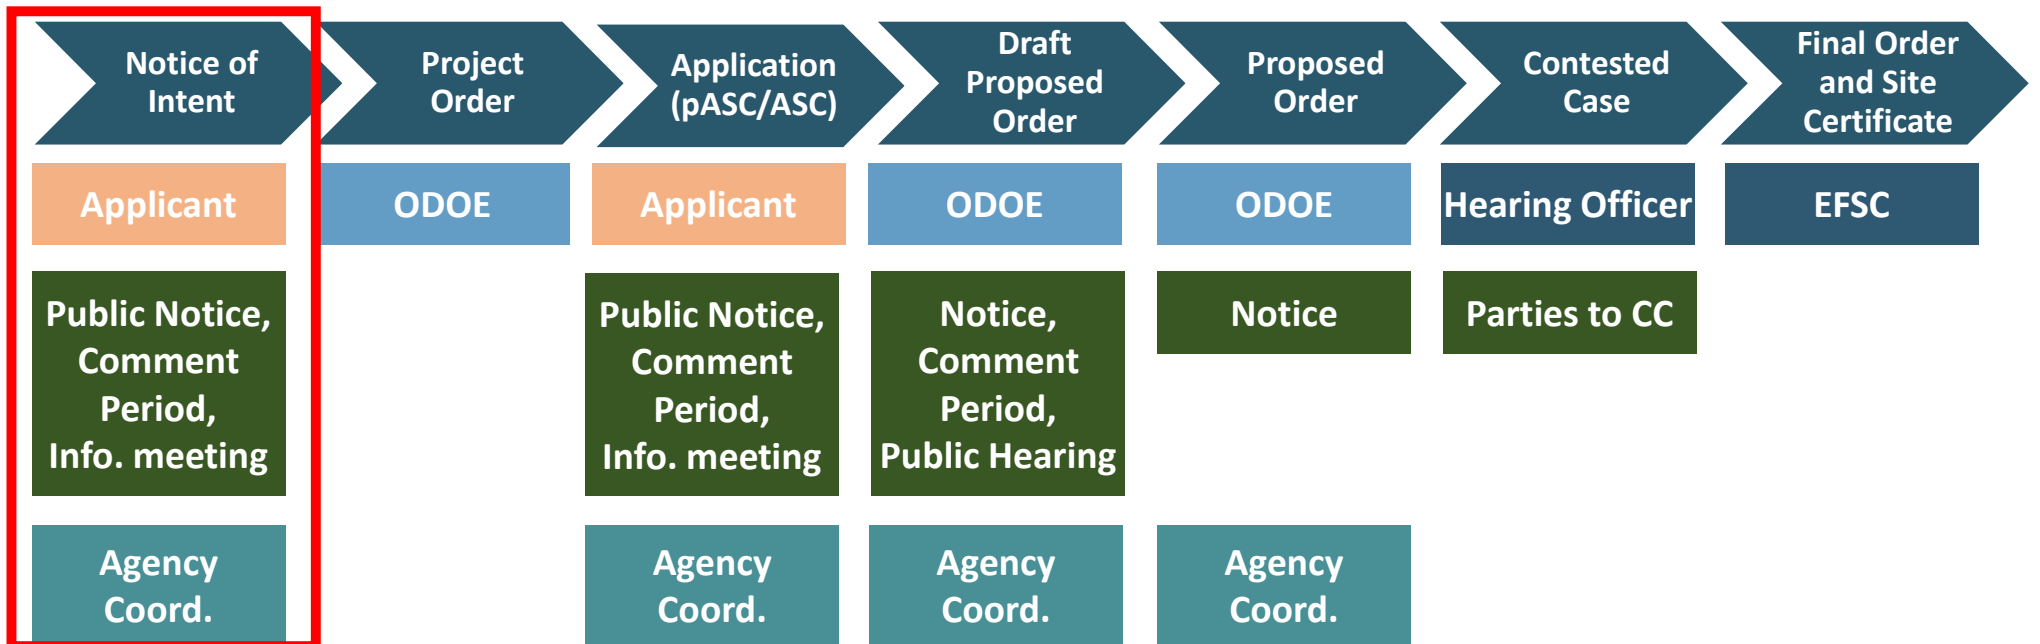 Notice of
Intent
Project
Order
Application
(pASC/ASC)
Draft
Proposed
Order
Proposed
Order
Contested
Case
Final Order
and Site
Certificate
Applicant
ODOE
Applicant
ODOE
ODOE
Hearing Officer
EFSC
Public Notice,
Comment
Period,
Info. meeting
Public Notice,
Comment
Period,
Info. meeting
Notice,
Comment
Period,
Public Hearing
Notice
Parties to CC
Agency
Coord.
Agency
Coord.
Agency
Coord.
Agency
Coord.